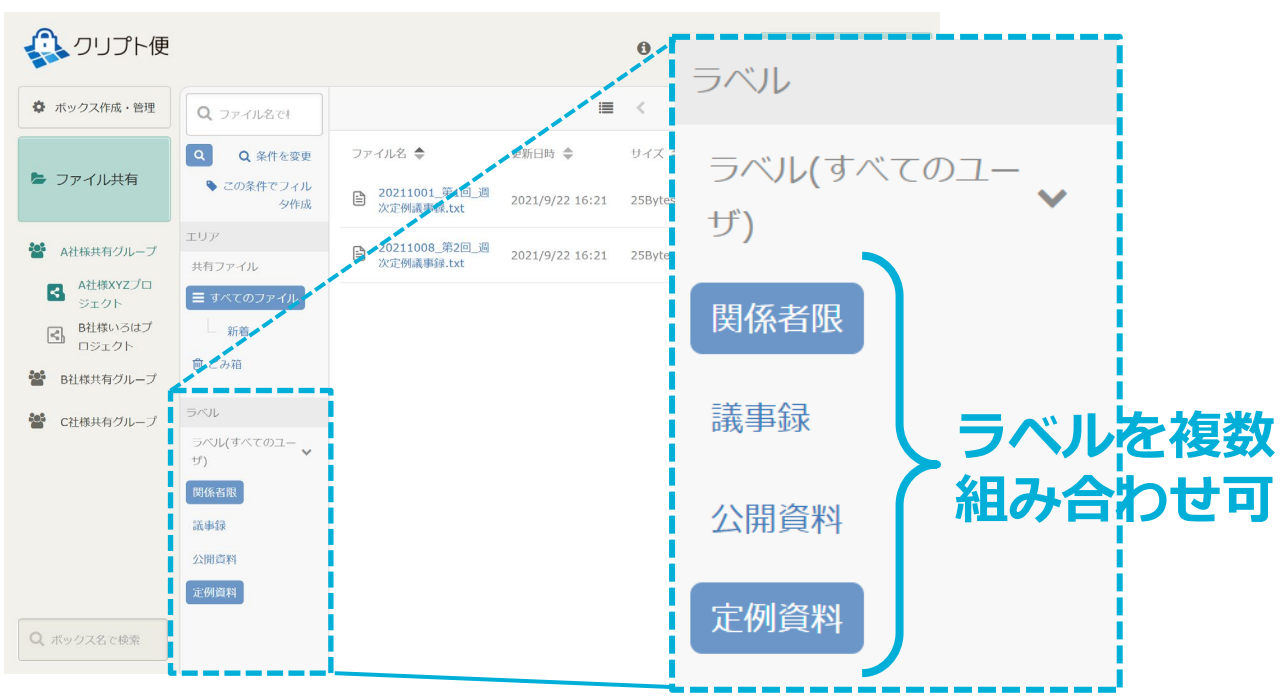 クリプト便
ボックス作成・管理
ファイル共有
A社様共有グループ
A社様XYZプロ
ジェクト
B社様いろはプ
ロジェクト
B社様共有グループ
C社様共有グループ
ボックス名で検索
ファイル名で
条件を変更
この条件でフィル
タ作成
エリア
共有ファイル
すべてのファイル
新着
ごみ箱
ラベル
ラベル(すべてのユー
ザ)
関係者限
議事録
公開資料
定例資料
ファイル名 更新日時 サイズ
20211001_第1回_週
次定例議事録.txt
2021/9/22 16:21 25Bytes
20211008_第2回_週
次定例議事録.txt
2021/9/22 16:21 25Byte
ラベル
ラベル(すべてのユー
ザ)
関係者限
議事録
公開資料
定例資料
ラベルを複数
組み合わせ可